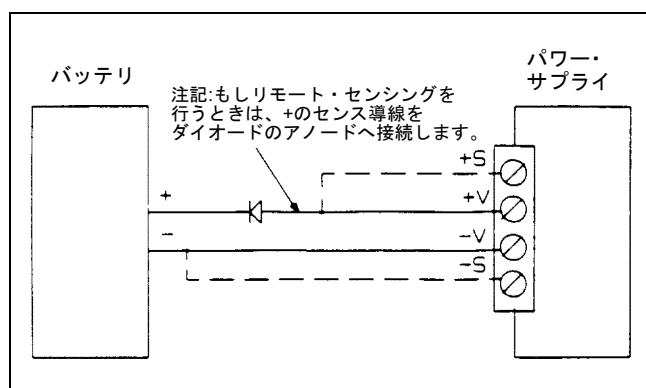 バッテリ
パワー・
サプライ
注記:もしリモート・センシングを
行うときは、+のセンス導線を
ダイオードのアノードへ接続します。
+S
+
+V
-
-V
-S